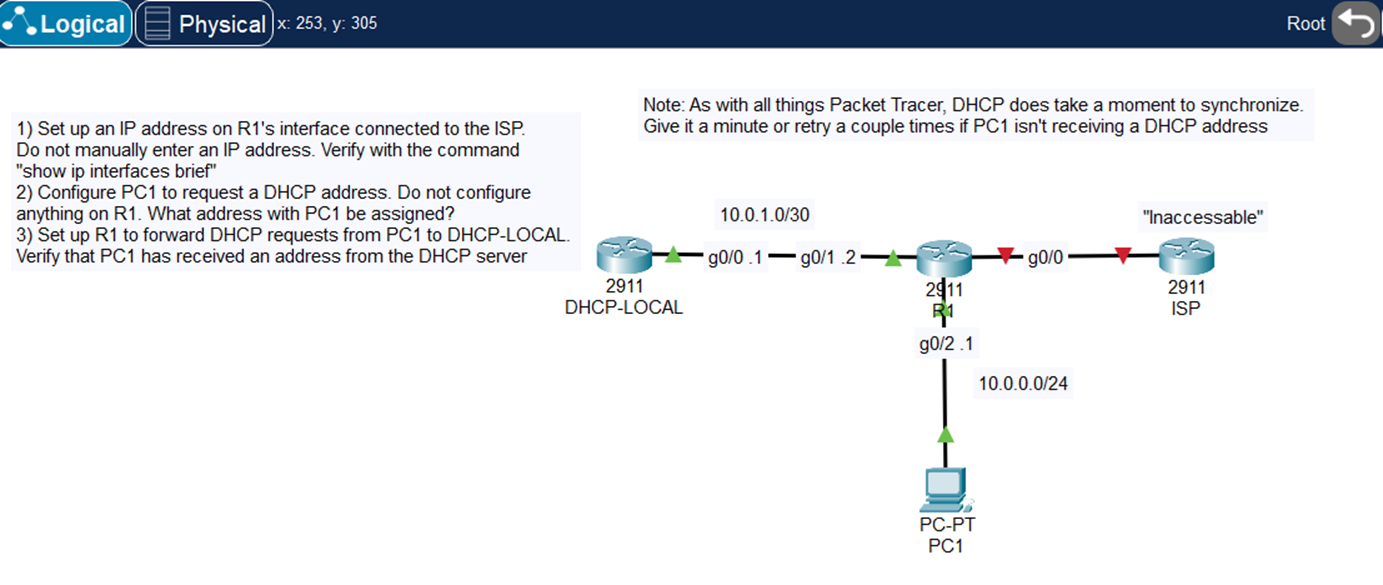 Logical
Physical
x: 253, y: 305
Root
1) Set up an IP address on R1's interface connected to the ISP.
Do not manually enter an IP address. Verify with the command
"show ip interfaces brief"
2) Configure PC1 to request a DHCP address. Do not configure
anything on R1. What address with PC1 be assigned?
3) Set up R1 to forward DHCP requests from PC1 to DHCP-LOCAL.
Verify that PC1 has received an address from the DHCP server
Note: As with all things Packet Tracer, DHCP does take a moment to synchronize.
Give it a minute or retry a couple times if PC1 isn't receiving a DHCP address
10.0.1.0/30
"Inaccessable"
g0/0 .1
g0/1 .2
g0/0
2911
DHCP-LOCAL
2911
R1
2911
ISP
g0/2 .1
10.0.0.0/24
PC-PT
PC1